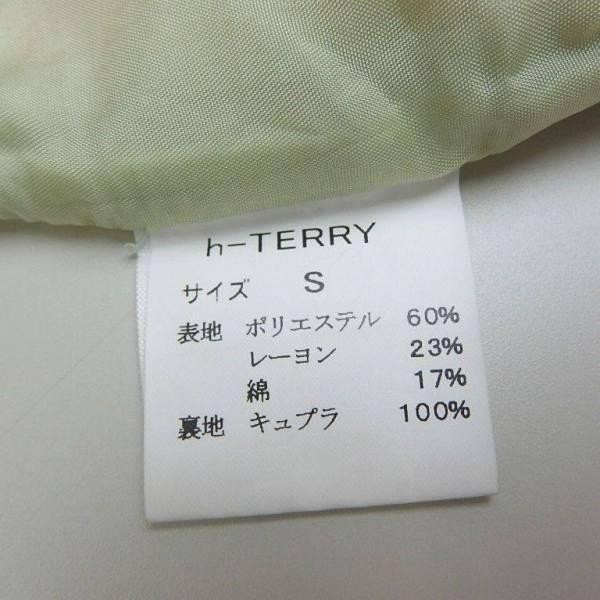 h-TERRY
サイズ S
表地 ポリエステル 60%
レーヨン 23%
綿 17%
裏地 キュプラ 100%